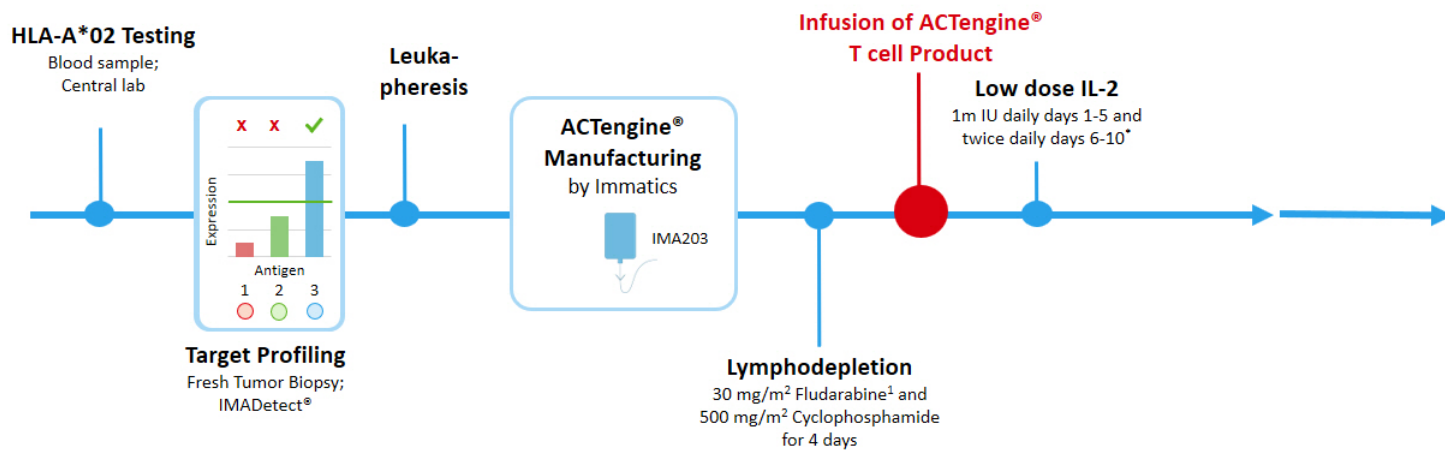 HLA-A*02 Testing
Blood sample;
Central lab
X X ✓
Expression
Antigen
1 2 3
Target Profiling
Fresh Tumor Biopsy;
IMADetect®
Leuka-
pheresis
ACTengine®
Manufacturing
by Immatics
IMA203
Lymphodepletion
30 mg/m² Fludarabine¹ and
500 mg/m² Cyclophosphamide
for 4 days
Infusion of ACTengine®
T cell Product
Low dose IL-2
1m IU daily days 1-5 and
twice daily days 6-10*